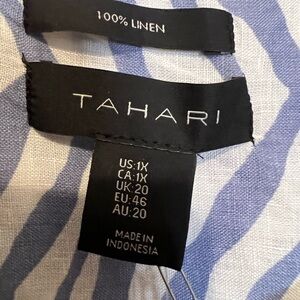 100% LINEN
TAHARI
US:1X
CA:1X
UK:20
EU:46
AU:20
MADE IN
INDONESIA